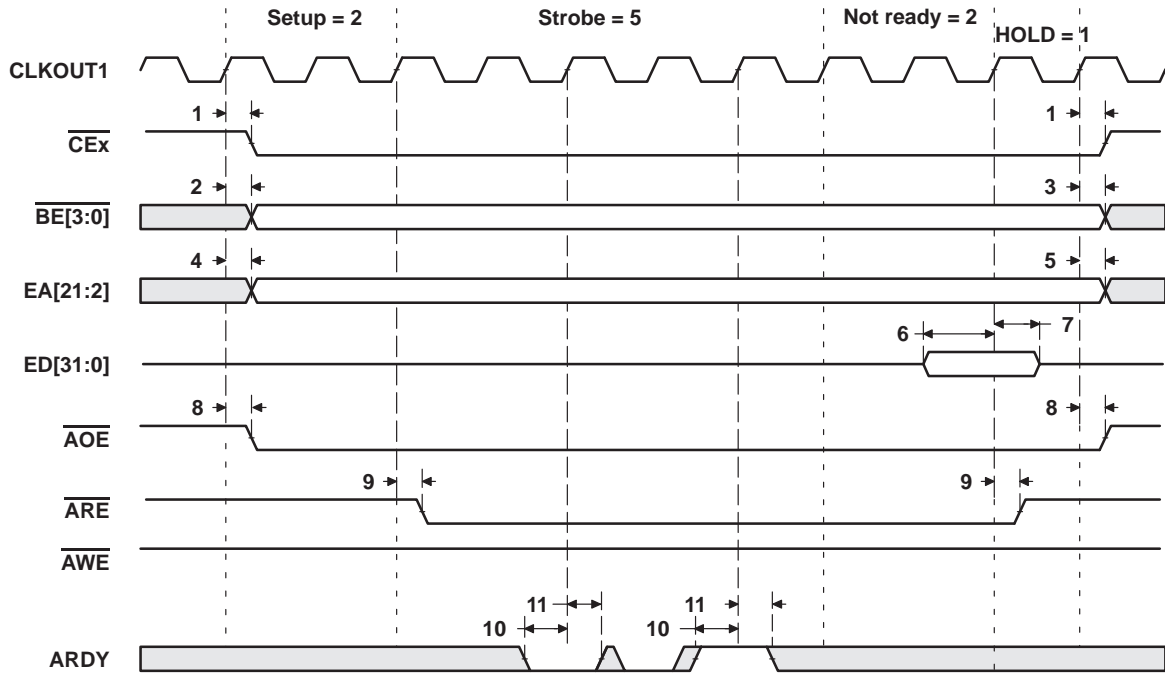 Setup = 2 Strobe = 5 Not ready = 2 HOLD = 1
CLKOUT1
1 1
CEx
2 3
BE[3:0]
4 5
EA[21:2]
6 7
ED[31:0]
8 8
AOE
9 9
ARE
AWE
11 11
10 10
ARDY